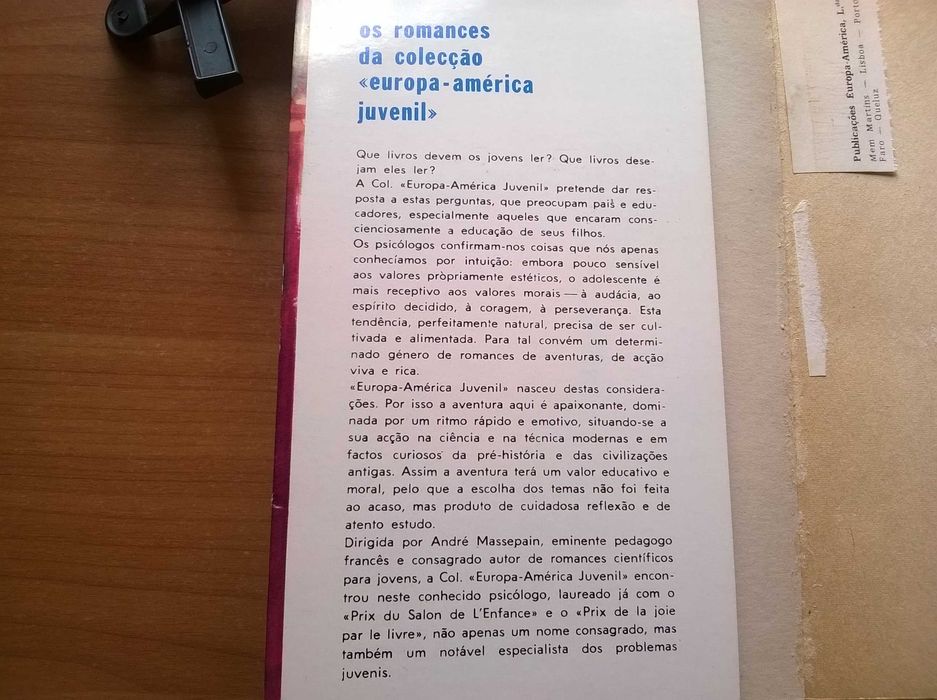 os romances
da colecção
«europa-américa
juvenil»
Que livros devem os jovens ler? Que livros dese-
jam eles ler?
A Col. «Europa-América Juvenil» pretende dar res-
posta a estas perguntas, que preocupam pais e edu-
cadores, especialmente aqueles que encaram cons-
cienciosamente a educação de seus filhos.
Os psicólogos confirmam-nos coisas que nós apenas
conhecíamos por intuição: embora pouco sensível
aos valores pròpriamente estéticos, o adolescente é
mais receptivo aos valores morais — à audácia, ao
espírito decidido, à coragem, à perseverança. Esta
tendência, perfeitamente natural, precisa de ser cul-
tivada e alimentada. Para tal convém um determi-
nado género de romances de aventuras, de acção
viva e rica.
«Europa-América Juvenil» nasceu destas considera-
ções. Por isso a aventura aqui é apaixonante, domi-
nada por um ritmo rápido e emotivo, situando-se a
sua acção na ciência e na técnica modernas e em
factos curiosos da pré-história e das civilizações
antigas. Assim a aventura terá um valor educativo e
moral, pelo que a escolha dos temas não foi feita
ao acaso, mas produto de cuidadosa reflexão e de
atento estudo.
Dirigida por André Massepain, eminente pedagogo
francês e consagrado autor de romances científicos
para jovens, a Col. «Europa-América Juvenil» encon-
trou neste conhecido psicólogo, laureado já com o
«Prix du Salon de L'Enfance» e o «Prix de la joie
par le livre», não apenas um nome consagrado, mas
também um notável especialista dos problemas
juvenis.
Publicações Europa-América, L.da
Mem Martins — Lisboa — Porto
Faro — Queluz